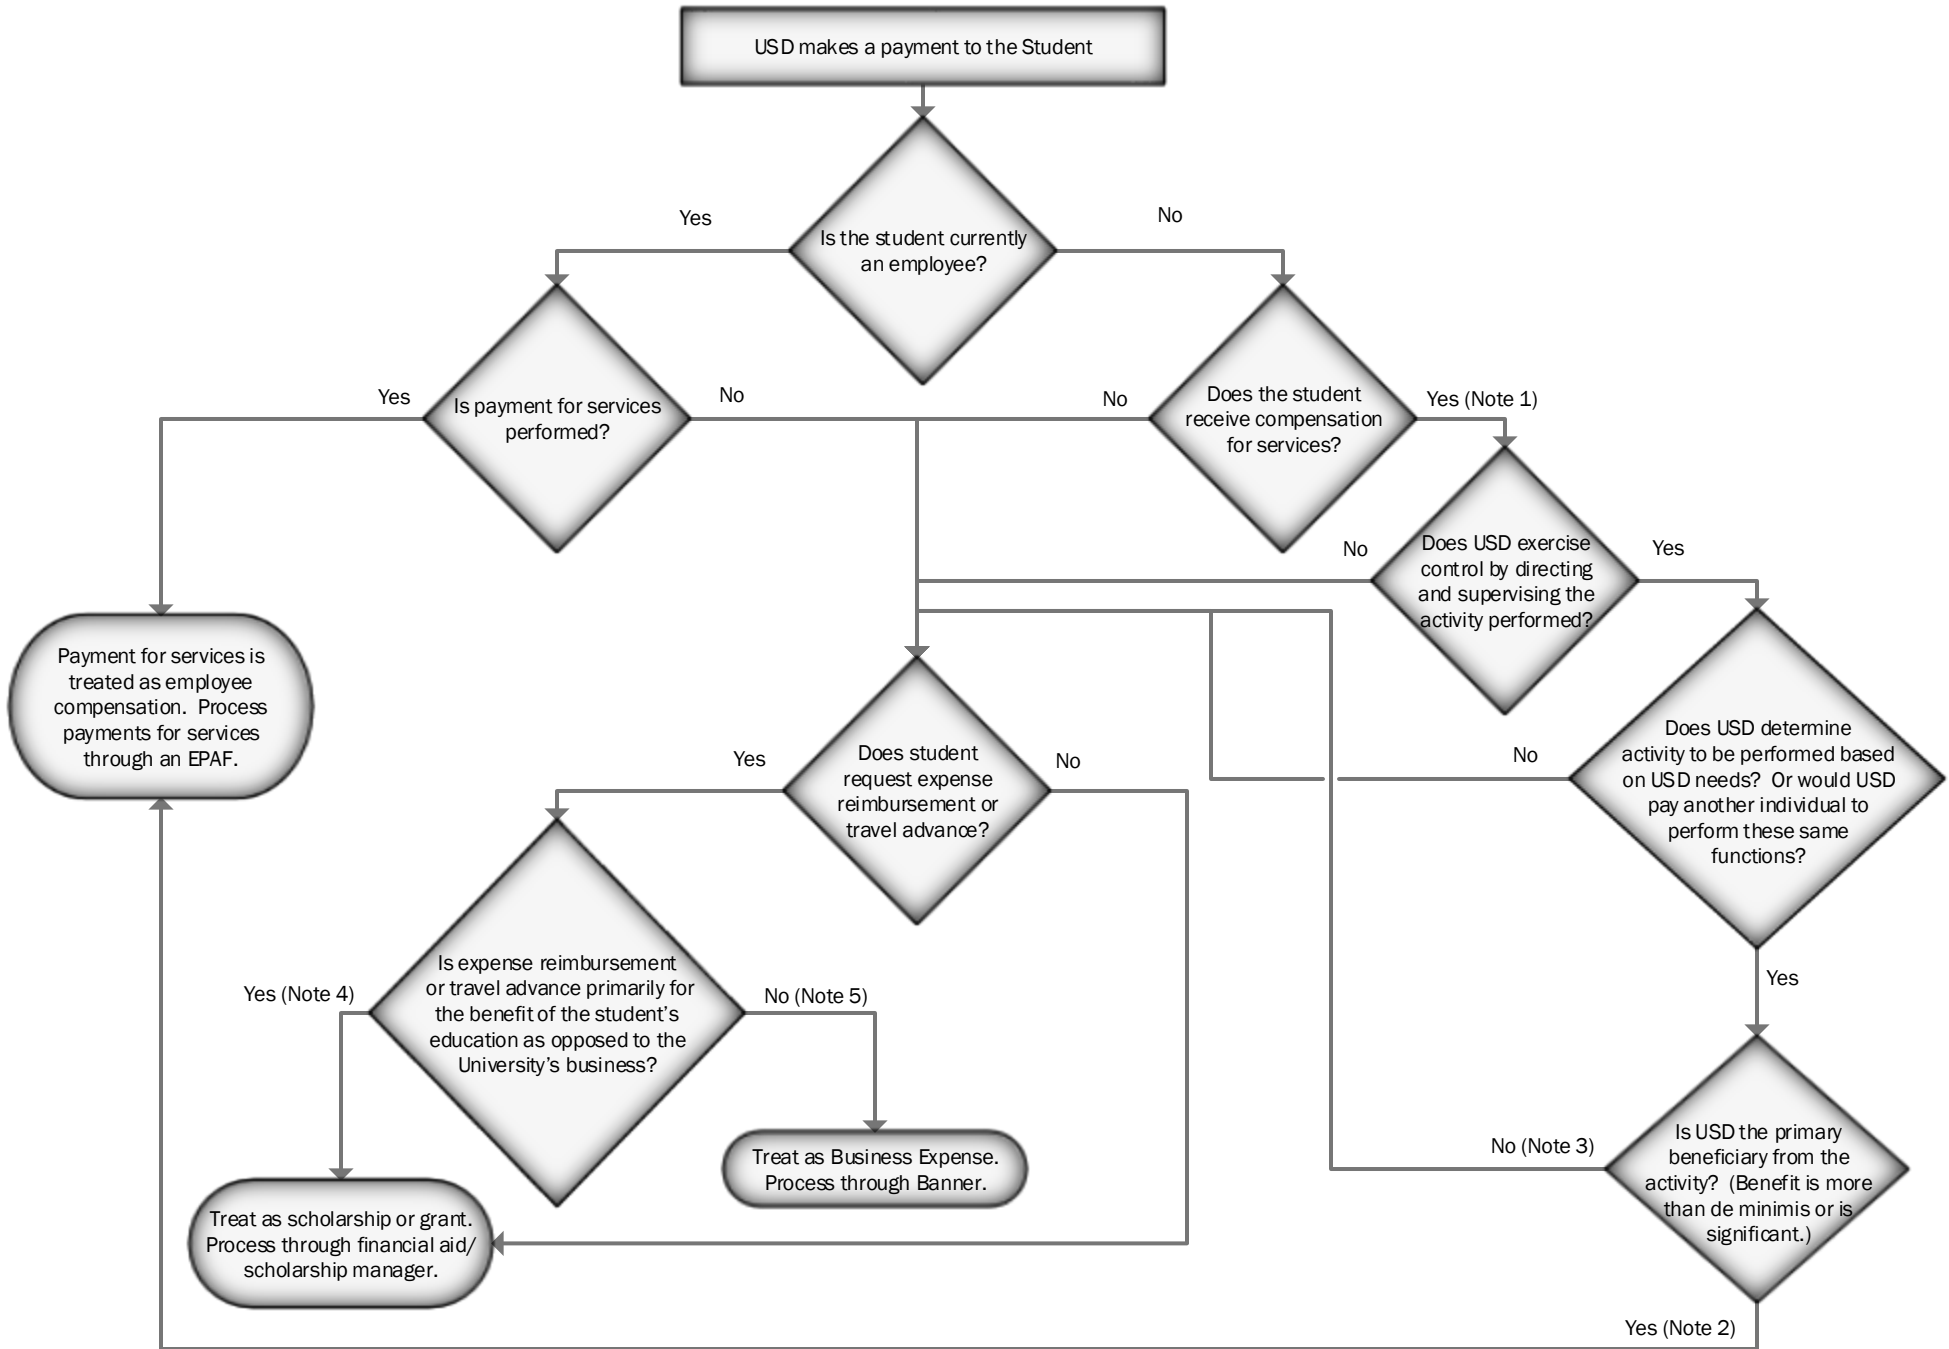 USD makes a payment to the Student
Yes
No
Is the student currently
an employee?
Yes
Is payment for services
performed?
No
No
Does the student
receive compensation
for services?
Yes (Note 1)
No
Does USD exercise
control by directing
and supervising the
activity performed?
Yes
Payment for services is
treated as employee
compensation.  Process
payments for services
through an EPAF.
Yes
Does student
request expense
reimbursement or
travel advance?
No
No
Does USD determine
activity to be performed based
on USD needs?  Or would USD
pay another individual to
perform these same
functions?
Yes
Yes (Note 4)
Is expense reimbursement
or travel advance primarily for
the benefit of the student’s
education as opposed to the
University’s business?
No (Note 5)
Treat as Business Expense.
Process through Banner.
No (Note 3)
Is USD the primary
beneficiary from the
activity?  (Benefit is more
than de minimis or is
significant.)
Treat as scholarship or grant.
Process through financial aid/
scholarship manager.
Yes (Note 2)